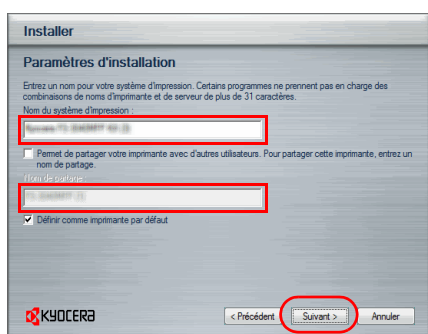 Installer
Paramètres d'installation
Entrez un nom pour votre système d'impression. Certains programmes ne prennent pas en charge des
combinaisons de noms d'imprimante et de serveur de plus de 31 caractères.
Nom du système d'impression :
Permet de partager votre imprimante avec d'autres utilisateurs. Pour partager cette imprimante, entrez un
nom de partage.
Nom de partage :
Définir comme imprimante par défaut
KYOCERA
< Précédent
Suivant >
Annuler